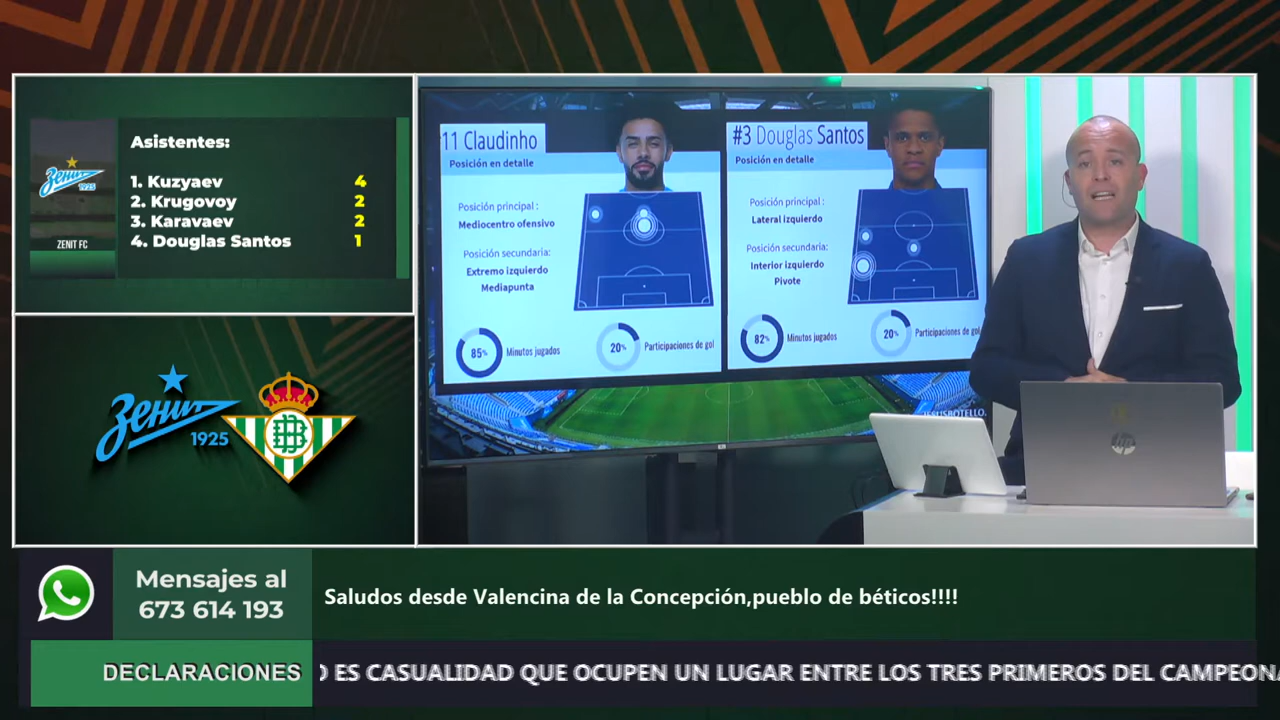 Asistentes:
1. Kuzyaev 4
2. Krugovoy 2
3. Karavaev 2
4. Douglas Santos 1
Зенит
1925
ZENIT FC
Зенит
1925
11 Claudinho
Posición en detalle
Posición principal :
Mediocentro ofensivo
Posición secundaria:
Extremo izquierdo
Mediapunta
85%
Minutos jugados
20%
Participaciones de gol
#3 Douglas Santos
Posición en detalle
Posición principal :
Lateral izquierdo
Posición secundaria:
Interior izquierdo
Pivote
82%
Minutos jugados
20%
Participaciones de gol
hp
Mensajes al
673 614 193
Saludos desde Valencina de la Concepción,pueblo de béticos!!!!
DECLARACIONES
O ES CASUALIDAD QUE OCUPEN UN LUGAR ENTRE LOS TRES PRIMEROS DEL CAMPEONA